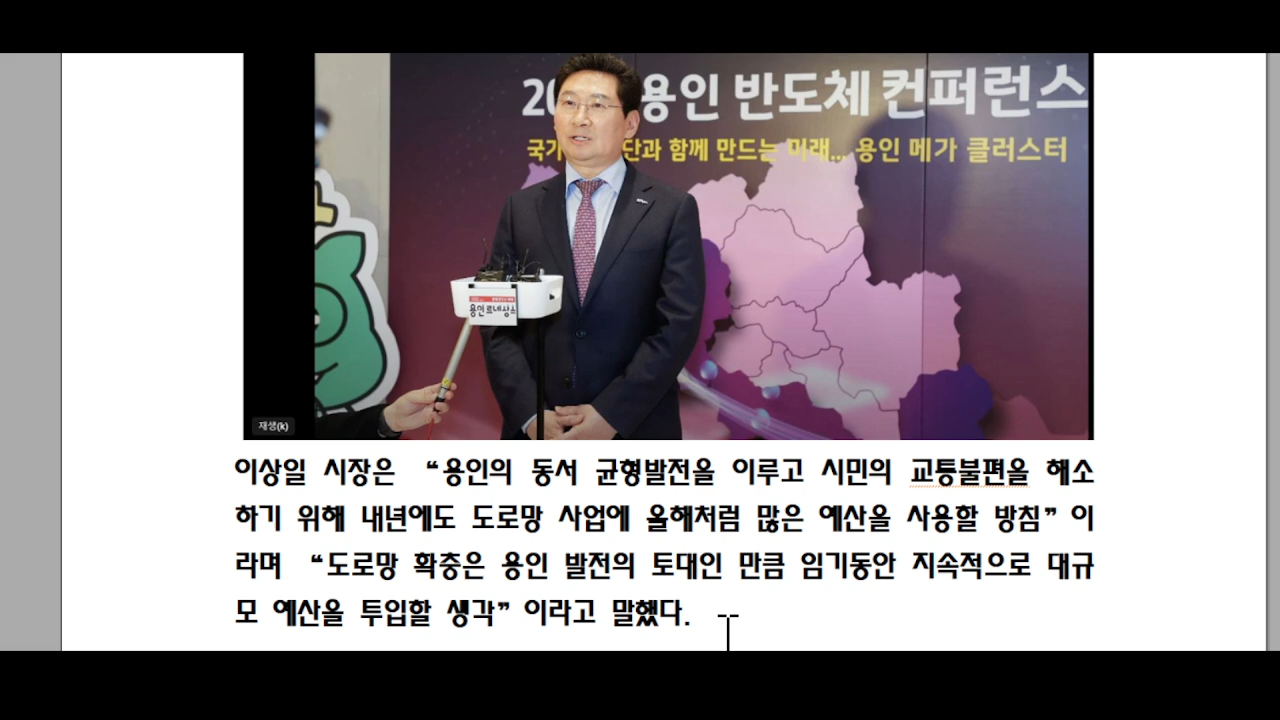 20 용인 반도체 컨퍼런스
국가 단과 함께 만드는 미래... 용인 메가 클러스터
용인 르네상스
재생(k)
이상일 시장은 “용인의 동서 균형발전을 이루고 시민의 교통불편을 해소
하기 위해 내년에도 도로망 사업에 올해처럼 많은 예산을 사용할 방침”이
라며 “도로망 확충은 용인 발전의 토대인 만큼 임기동안 지속적으로 대규
모 예산을 투입할 생각”이라고 말했다.